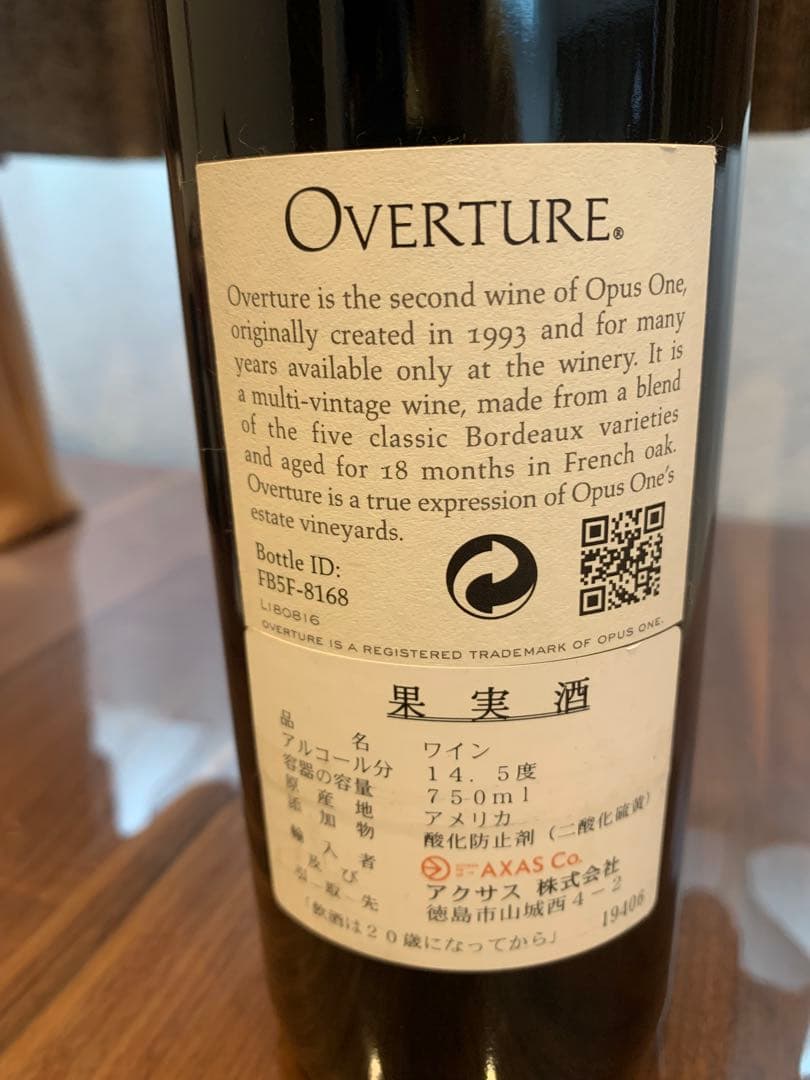 OVERTURE®
Overture is the second wine of Opus One,
originally created in 1993 and for many
years available only at the winery. It is
a multi-vintage wine, made from a blend
of the five classic Bordeaux varieties
and aged for 18 months in French oak.
Overture is a true expression of Opus One's
estate vineyards.
Bottle ID:
FB5F-8168
L180816
OVERTURE IS A REGISTERED TRADEMARK OF OPUS ONE.
果実酒
品名 ワイン
アルコール分 14.5度
容器の容量 750ml
原産地 アメリカ
添加物 酸化防止剤（二酸化硫黄）
輸入者 AXAS Co.
及び アクサス 株式会社
引取先 徳島市山城西4-2
「飲酒は20歳になってから」 19406